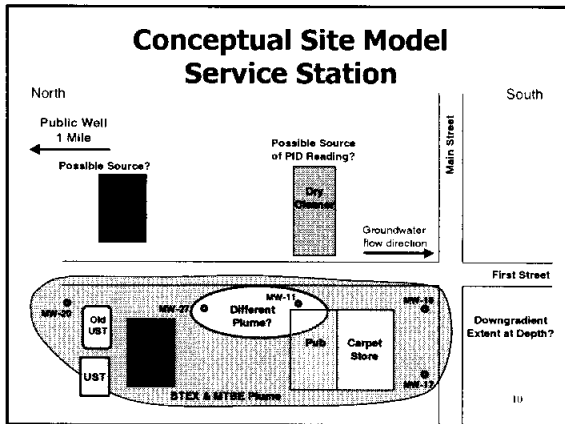 Conceptual Site Model
Service Station
North
South
Public Well
1 Mile
Possible Source?
Possible Source
of PID Reading?
Main Street
Dry
Cleaner
Groundwater
flow direction
First Street
MW-20
Old
UST
MW-27
MW-11
Different
Plume?
Pub
Carpet
Store
MW-12
Downgradient
Extent at Depth?
UST
BTEX & MTBE Plume
10